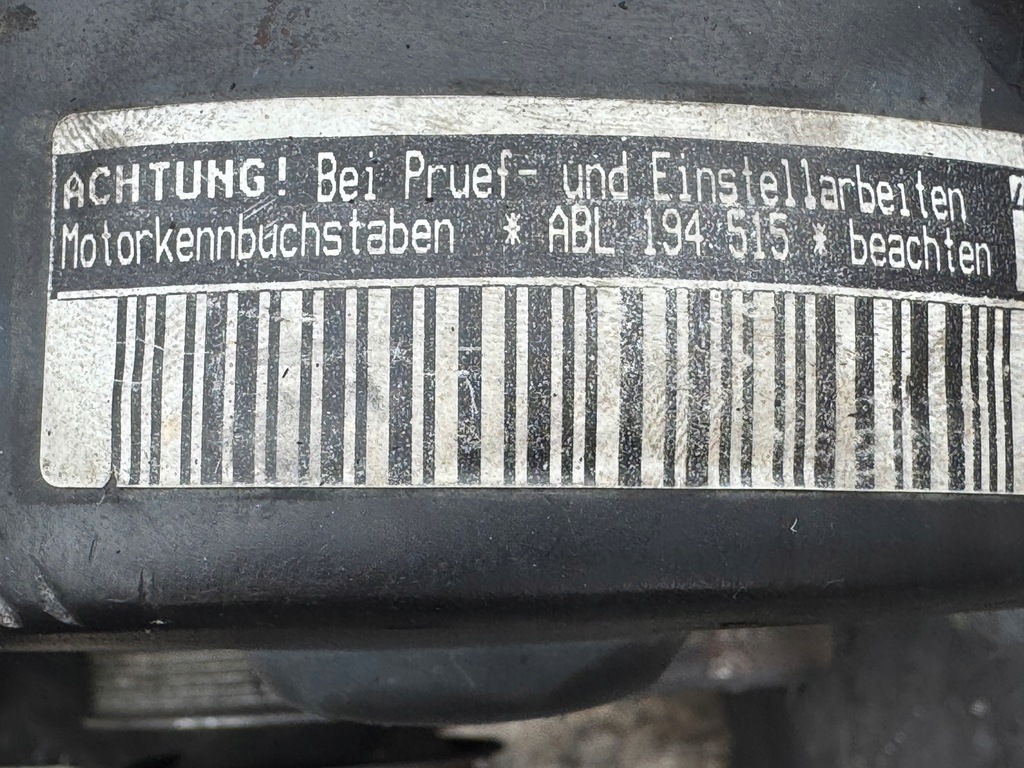 ACHTUNG! Bei Pruef- und Einstellarbeiten
Motorkennbuchstaben * ABL 194 515 * beachten